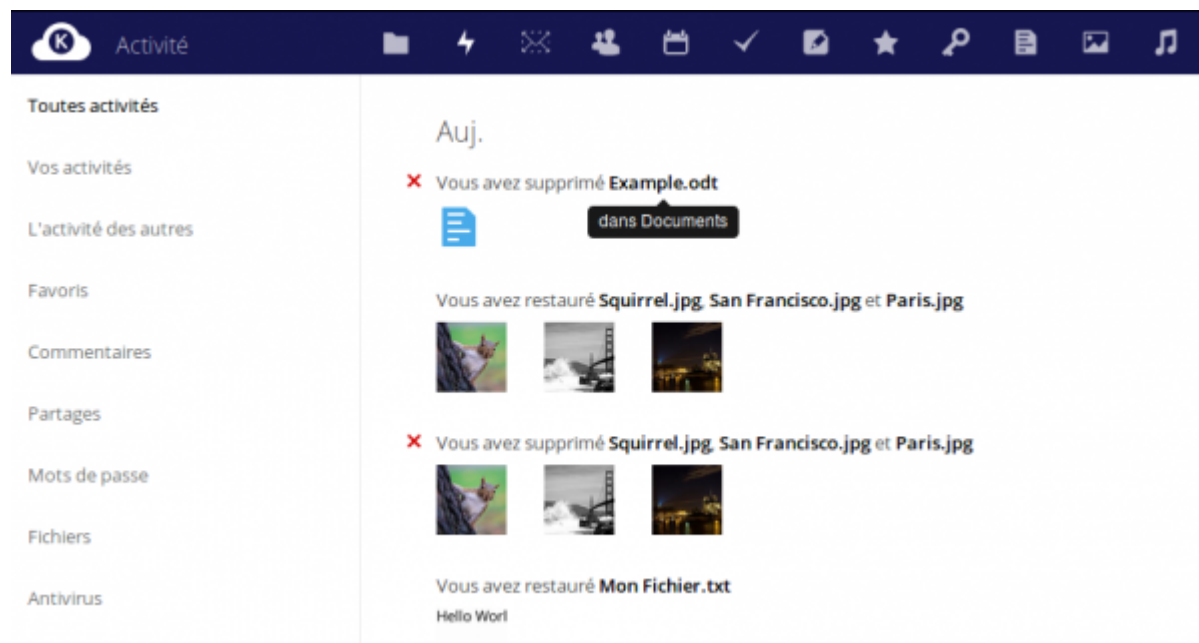 K Activité
Toutes activités
Vos activités
L'activité des autres
Favoris
Commentaires
Partages
Mots de passe
Fichiers
Antivirus
Auj.
Vous avez supprimé Example.odt
dans Documents
Vous avez restauré Squirrel.jpg, San Francisco.jpg et Paris.jpg
Vous avez supprimé Squirrel.jpg, San Francisco.jpg et Paris.jpg
Vous avez restauré Mon Fichier.txt
Hello Worl